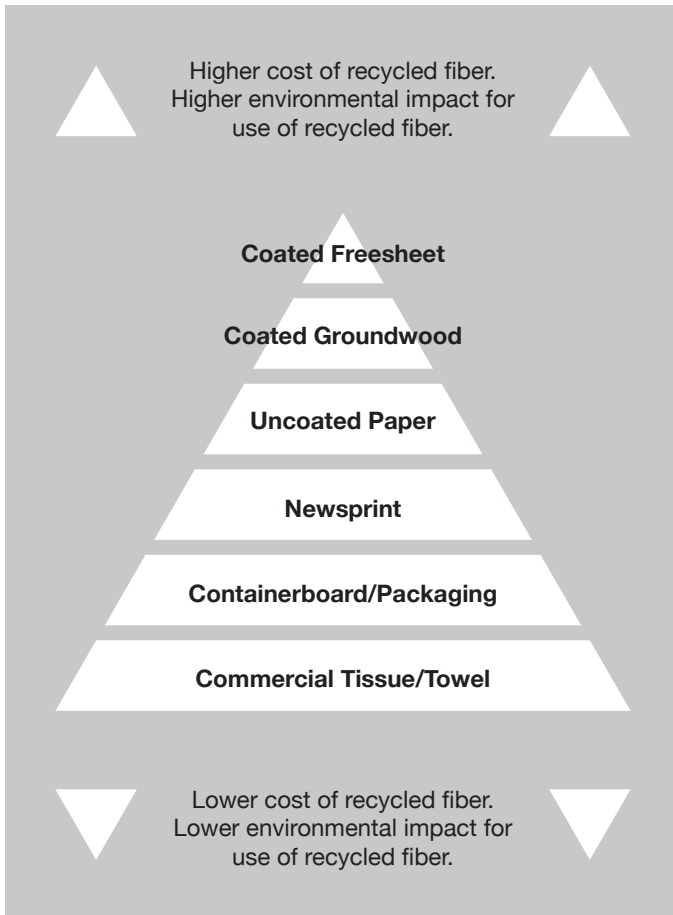 Higher cost of recycled fiber.
Higher environmental impact for
use of recycled fiber.
Coated Freesheet
Coated Groundwood
Uncoated Paper
Newsprint
Containerboard/Packaging
Commercial Tissue/Towel
Lower cost of recycled fiber.
Lower environmental impact for
use of recycled fiber.